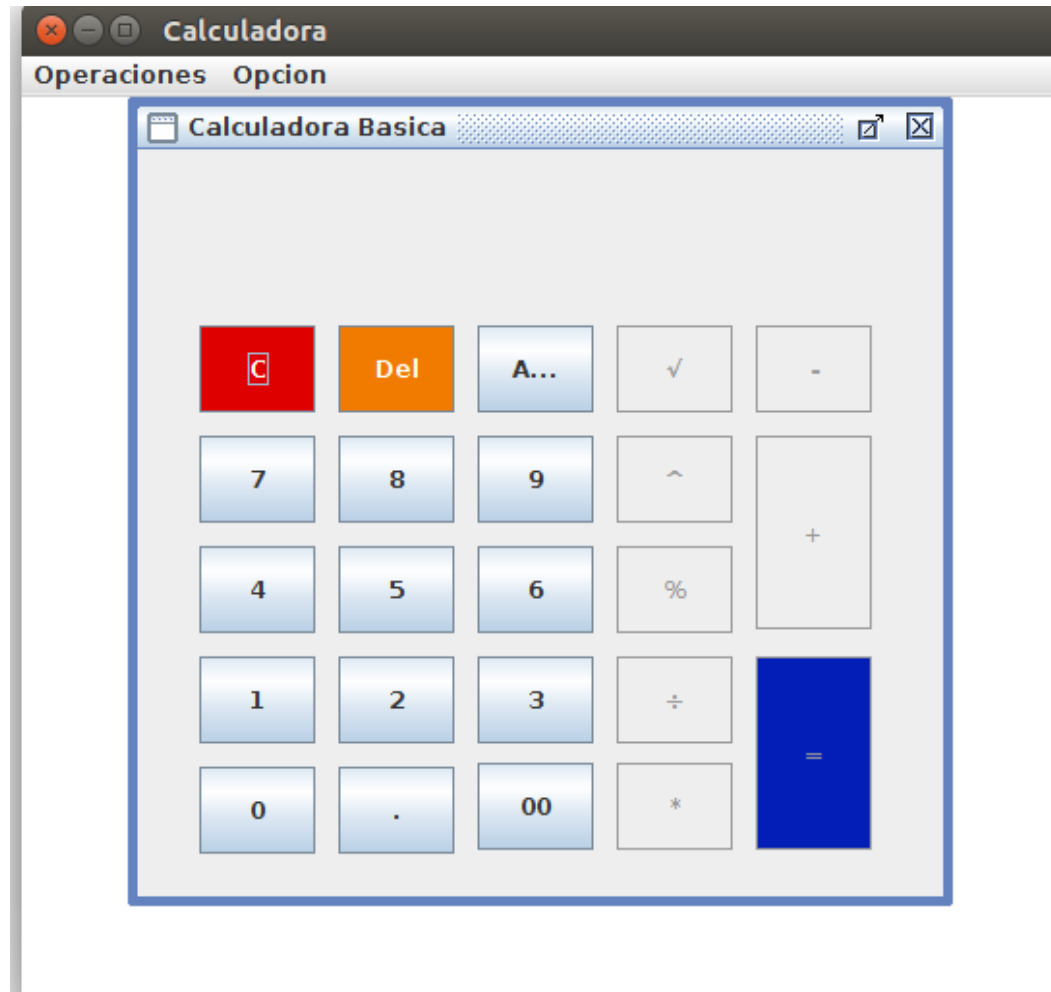 Calculadora
Operaciones Opcion
Calculadora Basica
C Del A... √ -
7 8 9 ^
+
4 5 6 %
1 2 3 ÷
=
0 . 00 *